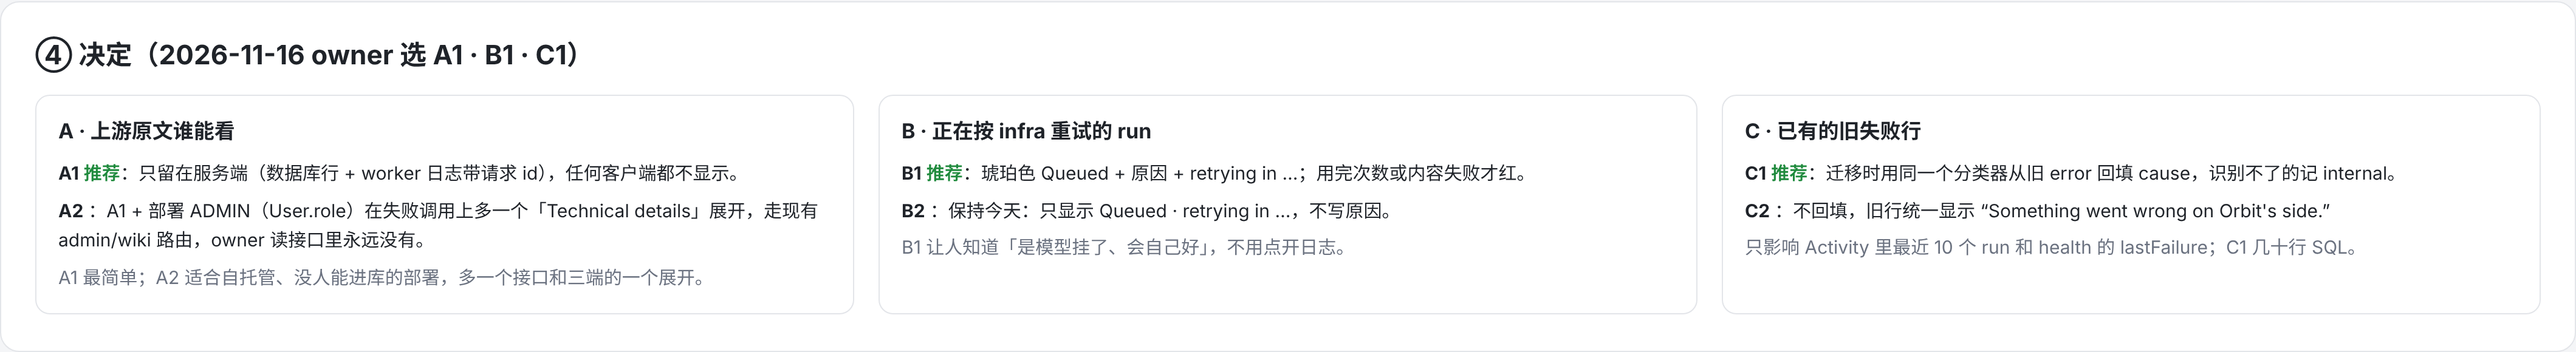 ④ 决定（2026-11-16 owner 选 A1 · B1 · C1）
A · 上游原文谁能看
A1 推荐：只留在服务端（数据库行 + worker 日志带请求 id），任何客户端都不显示。
A2 ：A1 + 部署 ADMIN（User.role）在失败调用上多一个「Technical details」展开，走现有
admin/wiki 路由，owner 读接口里永远没有。
A1 最简单；A2 适合自托管、没人能进库的部署，多一个接口和三端的一个展开。
B · 正在按 infra 重试的 run
B1 推荐：琥珀色 Queued + 原因 + retrying in …；用完次数或内容失败才红。
B2 ：保持今天：只显示 Queued · retrying in …，不写原因。
B1 让人知道「是模型挂了、会自己好」，不用点开日志。
C · 已有的旧失败行
C1 推荐：迁移时用同一个分类器从旧 error 回填 cause，识别不了的记 internal。
C2 ：不回填，旧行统一显示 “Something went wrong on Orbit's side.”
只影响 Activity 里最近 10 个 run 和 health 的 lastFailure；C1 几十行 SQL。